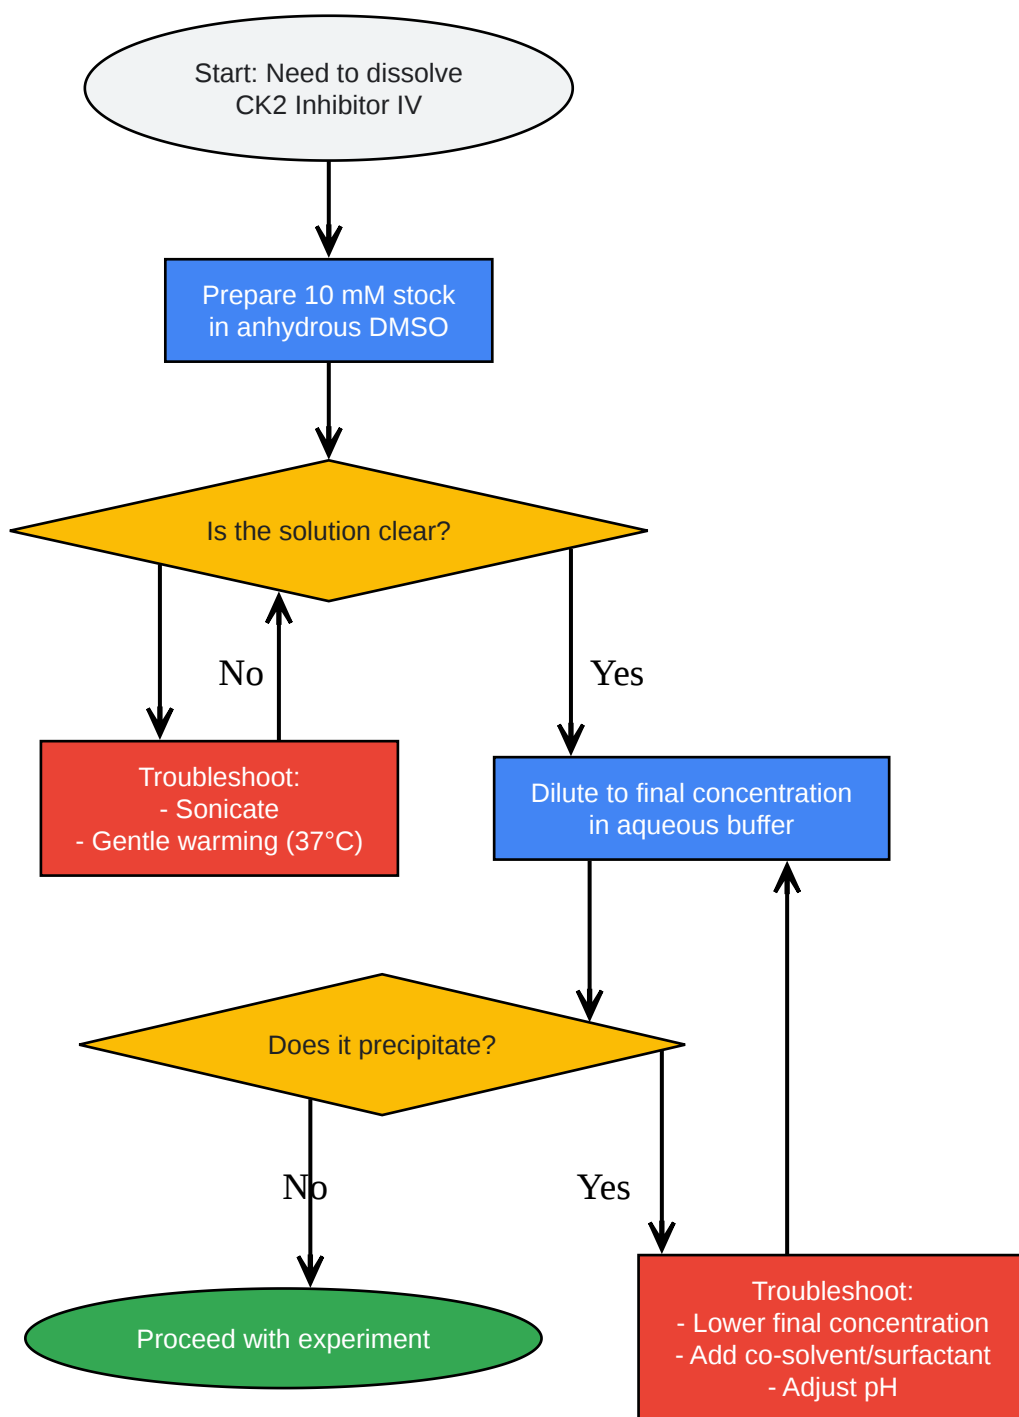 Start: Need to dissolve
CK2 Inhibitor IV
Prepare 10 mM stock
in anhydrous DMSO
Is the solution clear?
No
Yes
Troubleshoot:
- Sonicate
- Gentle warming (37°C)
Dilute to final concentration
in aqueous buffer
Does it precipitate?
No
Yes
Proceed with experiment
Troubleshoot:
- Lower final concentration
- Add co-solvent/surfactant
- Adjust pH